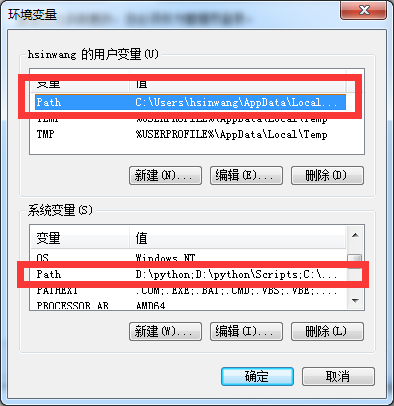 环境变量
hsinwang 的用户变量(U)
变量 值
Path C:\Users\hsinwang\AppData\Local...
TEMP %USERPROFILE%\AppData\Local\Temp
TMP %USERPROFILE%\AppData\Local\Temp
新建(N)... 编辑(E)... 删除(D)
系统变量(S)
变量 值
OS Windows_NT
Path D:\python;D:\python\Scripts;C:\...
PATHEXT .COM;.EXE;.BAT;.CMD;.VBS;.VBE;....
PROCESSOR_AR AMD64
新建(W)... 编辑(I)... 删除(L)
确定 取消